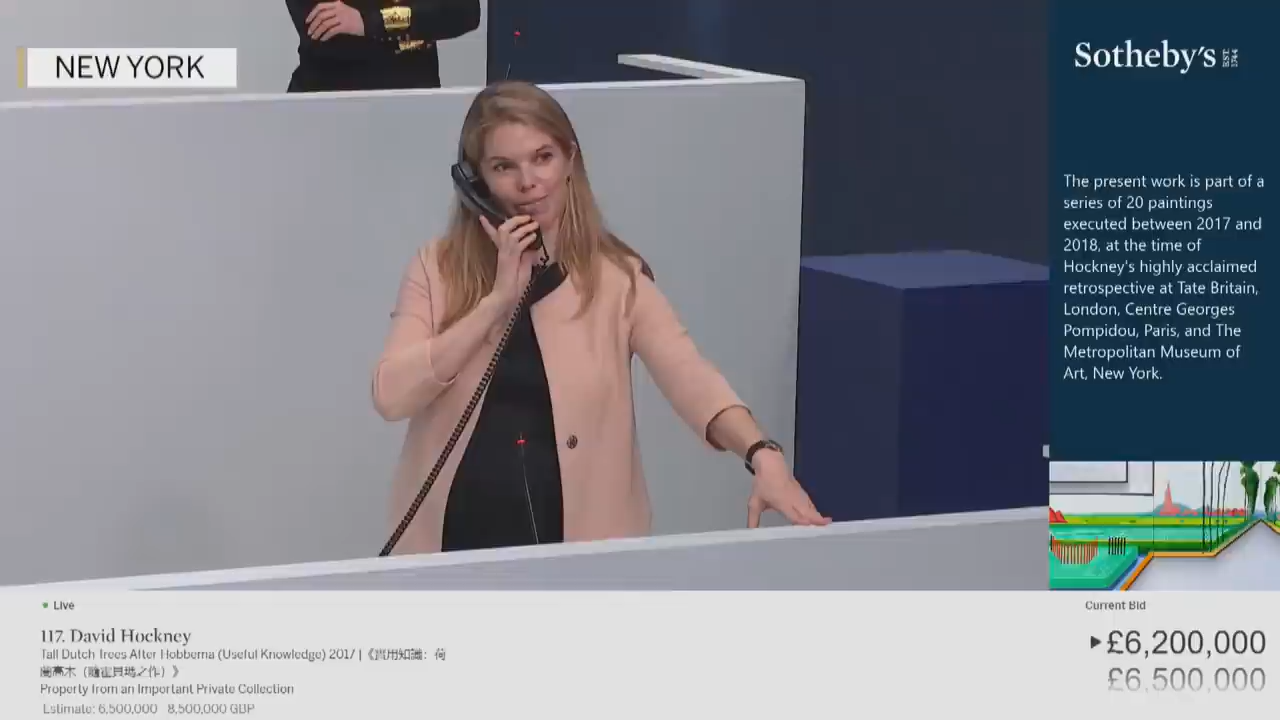 NEW YORK
Sotheby's EST. 1744
The present work is part of a
series of 20 paintings
executed between 2017 and
2018, at the time of
Hockney's highly acclaimed
retrospective at Tate Britain,
London, Centre Georges
Pompidou, Paris, and The
Metropolitan Museum of
Art, New York.
Live
117. David Hockney
Tall Dutch Trees After Hobbema (Useful Knowledge) 2017 | 《實用知識：荷
蘭高木（隨霍貝瑪之作）》
Property from an Important Private Collection
Estimate: 6,500,000 8,500,000 GBP
Current Bid
£6,200,000
£6,500,000